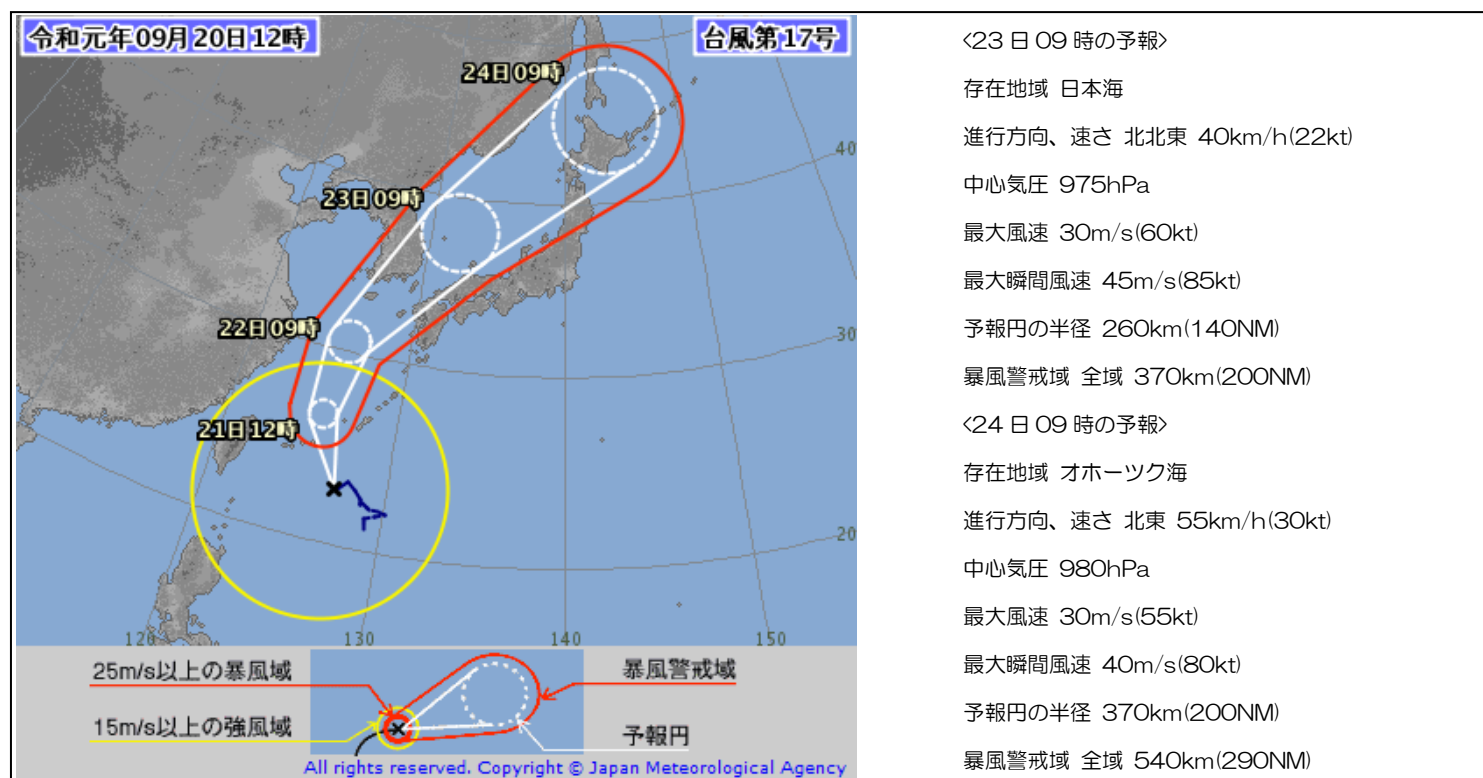 令和元年09月20日12時
台風第17号
24日09時
23日09時
22日09時
21日12時
40
30
20
120
130
140
150
25m/s以上の暴風域
暴風警戒域
15m/s以上の強風域
予報円
All rights reserved. Copyright © Japan Meteorological Agency
<23 日 09 時の予報>
存在地域 日本海
進行方向、速さ 北北東 40km/h(22kt)
中心気圧 975hPa
最大風速 30m/s(60kt)
最大瞬間風速 45m/s(85kt)
予報円の半径 260km(140NM)
暴風警戒域 全域 370km(200NM)
<24 日 09 時の予報>
存在地域 オホーツク海
進行方向、速さ 北東 55km/h(30kt)
中心気圧 980hPa
最大風速 30m/s(55kt)
最大瞬間風速 40m/s(80kt)
予報円の半径 370km(200NM)
暴風警戒域 全域 540km(290NM)